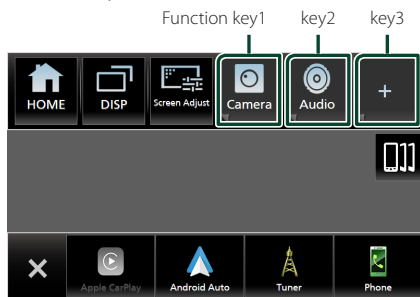 Function key1 key2 key3
HOME DISP Screen Adjust Camera Audio +
Apple CarPlay Android Auto Tuner Phone